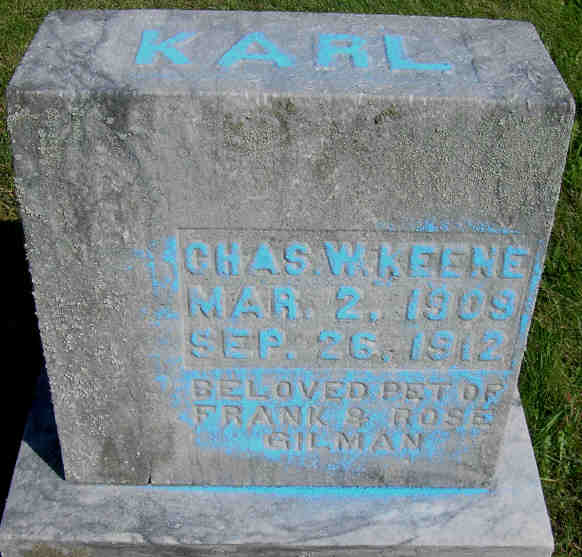 KARL
CHAS. W. KEENE
MAR. 2, 1909
SEP. 26, 1912
BELOVED PET OF
FRANK & ROSE
GILMAN